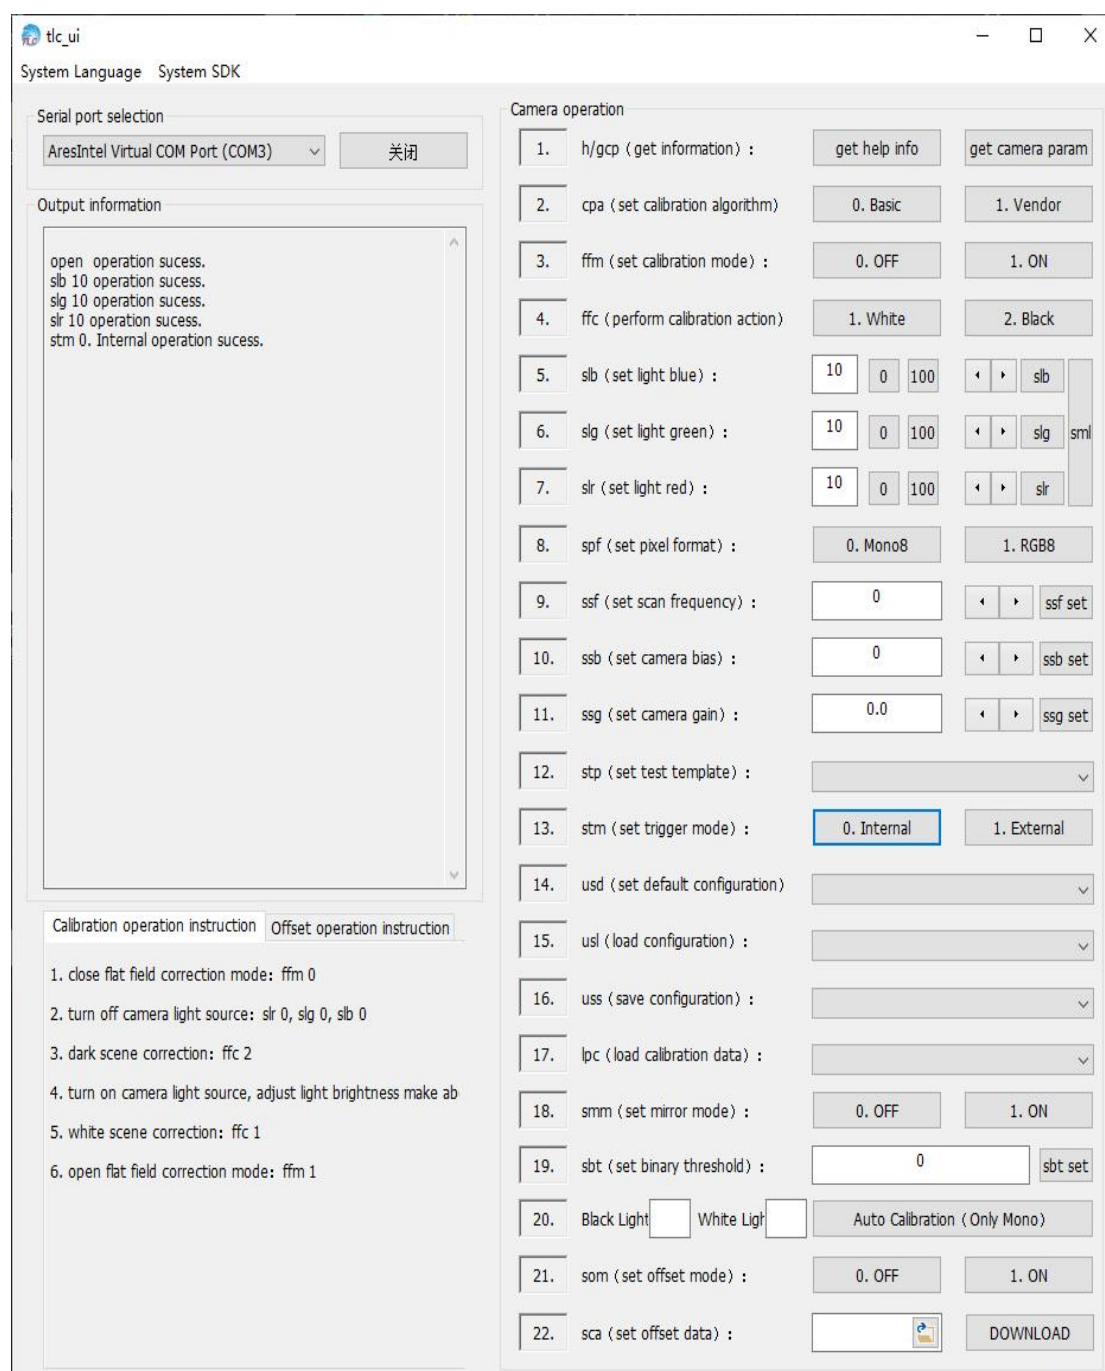 tlc_ui
System Language System SDK
Serial port selection
AresIntel Virtual COM Port (COM3) 关闭
Output information
open operation sucess.
slb 10 operation sucess.
slg 10 operation sucess.
slr 10 operation sucess.
stm 0. Internal operation sucess.
Calibration operation instruction Offset operation instruction
1. close flat field correction mode: ffm 0
2. turn off camera light source: slr 0, slg 0, slb 0
3. dark scene correction: ffc 2
4. turn on camera light source, adjust light brightness make ab
5. white scene correction: ffc 1
6. open flat field correction mode: ffm 1
Camera operation
1. h/gcp (get information) : get help info get camera param
2. cpa (set calibration algorithm) 0. Basic 1. Vendor
3. ffm (set calibration mode) : 0. OFF 1. ON
4. ffc (perform calibration action) 1. White 2. Black
5. slb (set light blue) : 10 0 100 slb
6. slg (set light green) : 10 0 100 slg sml
7. slr (set light red) : 10 0 100 slr
8. spf (set pixel format) : 0. Mono8 1. RGB8
9. ssf (set scan frequency) : 0 ssf set
10. ssb (set camera bias) : 0 ssb set
11. ssg (set camera gain) : 0.0 ssg set
12. stp (set test template) :
13. stm (set trigger mode) : 0. Internal 1. External
14. usd (set default configuration)
15. usl (load configuration) :
16. uss (save configuration) :
17. lpc (load calibration data) :
18. smm (set mirror mode) : 0. OFF 1. ON
19. sbt (set binary threshold) : 0 sbt set
20. Black Light White Ligh Auto Calibration (Only Mono)
21. som (set offset mode) : 0. OFF 1. ON
22. sca (set offset data) : DOWNLOAD